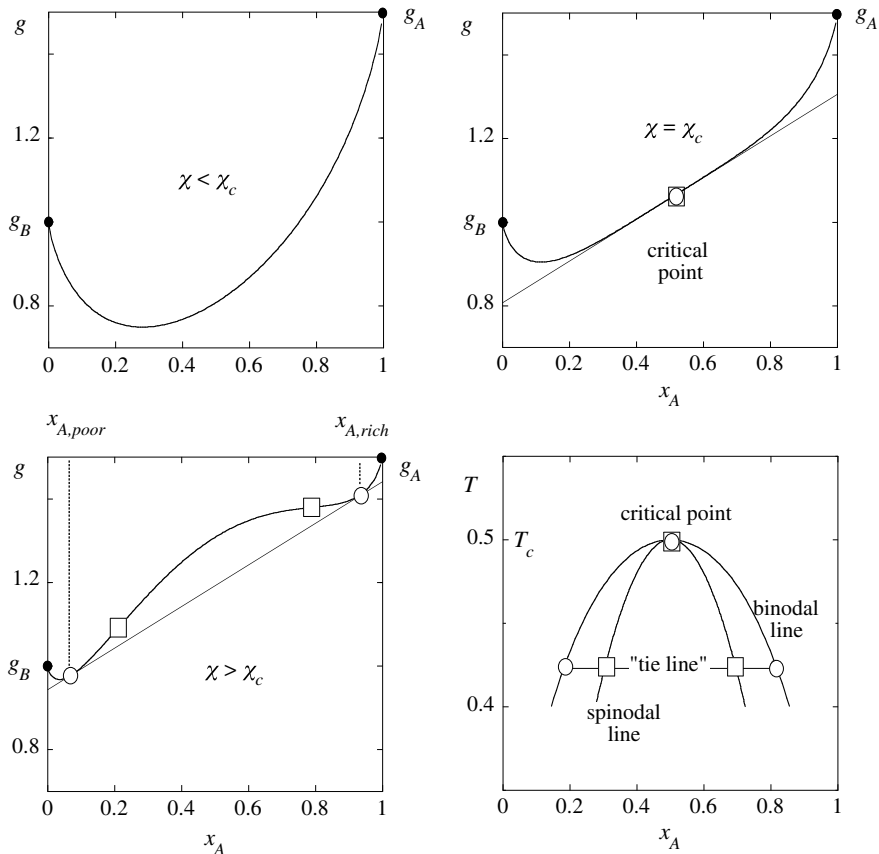 g
g_A
1.2
χ < χ_c
g_B
0.8
0 0.2 0.4 0.6 0.8 1
g
g_A
1.2
χ = χ_c
g_B
critical
point
0.8
0 0.2 0.4 0.6 0.8 1
x_A
x_A,poor
x_A,rich
g
g_A
1.2
g_B
χ > χ_c
0.8
0 0.2 0.4 0.6 0.8 1
x_A
T
critical point
0.5
T_c
binodal
line
"tie line"
0.4
spinodal
line
0 0.2 0.4 0.6 0.8 1
x_A